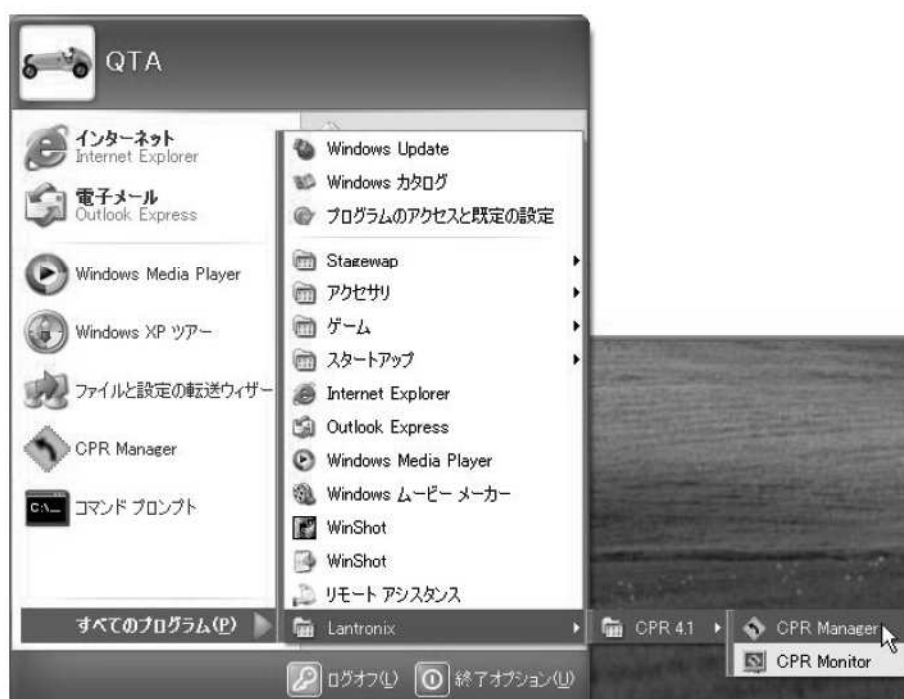 QTA
インターネット
Internet Explorer
電子メール
Outlook Express
Windows Media Player
Windows XP ツアー
ファイルと設定の転送ウィザー
CPR Manager
コマンド プロンプト
すべてのプログラム(P)
Windows Update
Windows カタログ
プログラムのアクセスと既定の設定
Stagewap
アクセサリ
ゲーム
スタートアップ
Internet Explorer
Outlook Express
Windows Media Player
Windows ムービー メーカー
WinShot
WinShot
リモート アシスタンス
Lantronix
CPR 4.1
CPR Manager
CPR Monitor
ログオフ(L)
終了オプション(U)
C:\_